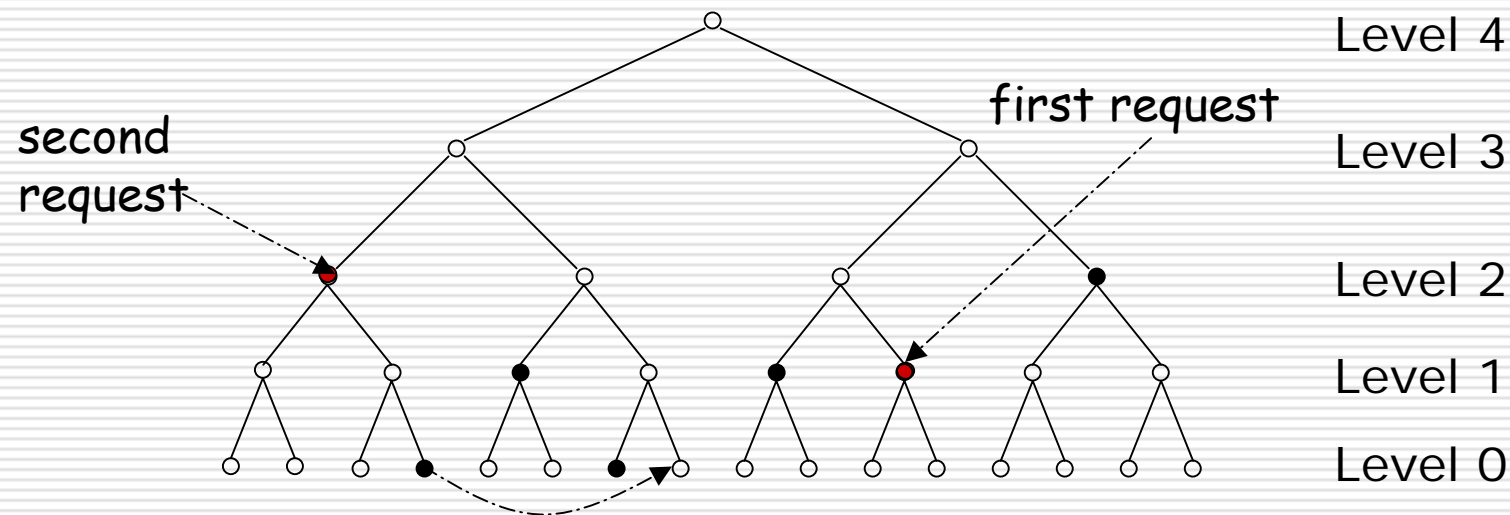 Level 4
first request
second
request
Level 3
Level 2
Level 1
Level 0